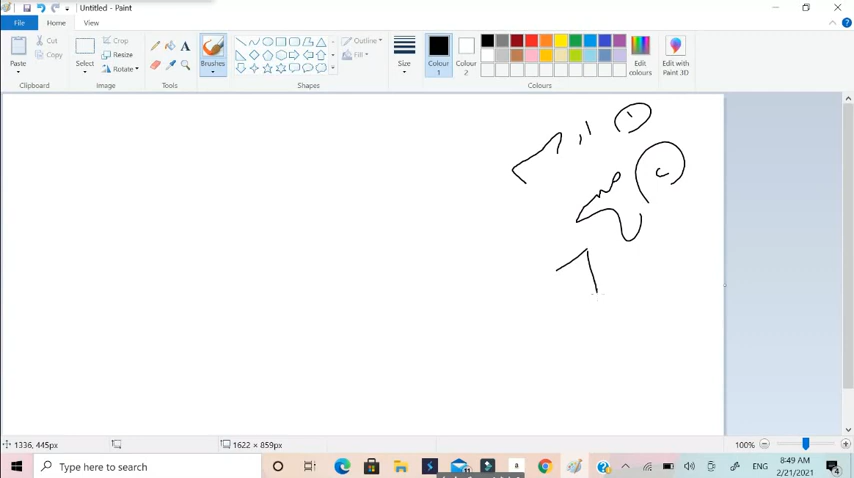 Untitled - Paint
File
Home
View
Paste
Cut
Copy
Clipboard
Select
Crop
Resize
Rotate
Image
A
Tools
Brushes
Outline
Fill
Shapes
Size
Colour 1
Colour 2
Edit colours
Colours
Edit with Paint 3D
1336, 445px
1622 × 859px
100%
Type here to search
ENG
8:49 AM
2/21/2021
4